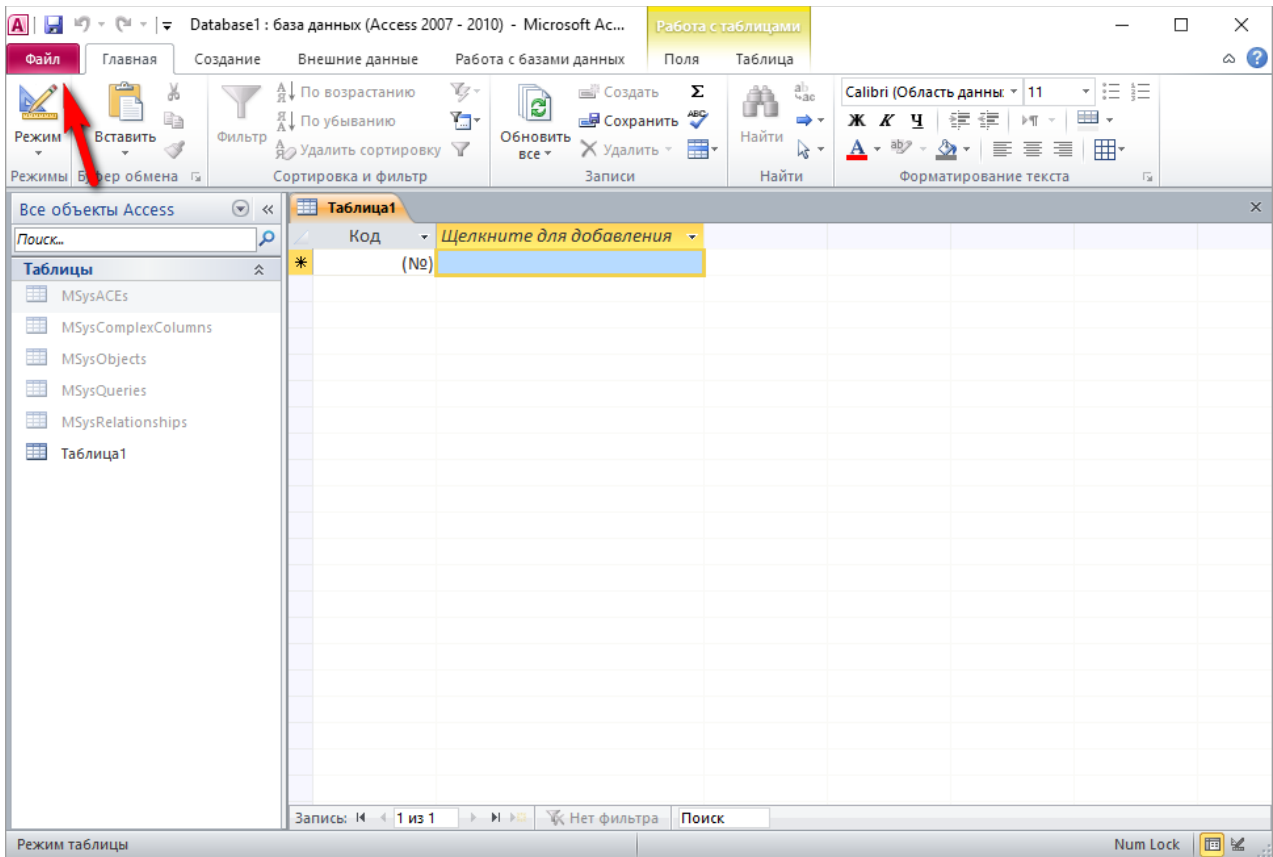 Database1 : база данных (Access 2007 - 2010) - Microsoft Ac...
Работа с таблицами
Файл Главная Создание Внешние данные Работа с базами данных Поля Таблица
По возрастанию Создать Σ Calibri (Область данны: 11
Режим Вставить Фильтр По убыванию Обновить все Сохранить Найти Ж К Ч
Удалить сортировку Удалить
Режимы Буфер обмена Сортировка и фильтр Записи Найти Форматирование текста
Все объекты Access « Таблица1
Поиск... Код Щелкните для добавления
Таблицы (№)
MSysACEs
MSysComplexColumns
MSysObjects
MSysQueries
MSysRelationships
Таблица1
Запись: 1 из 1 Нет фильтра Поиск
Режим таблицы Num Lock